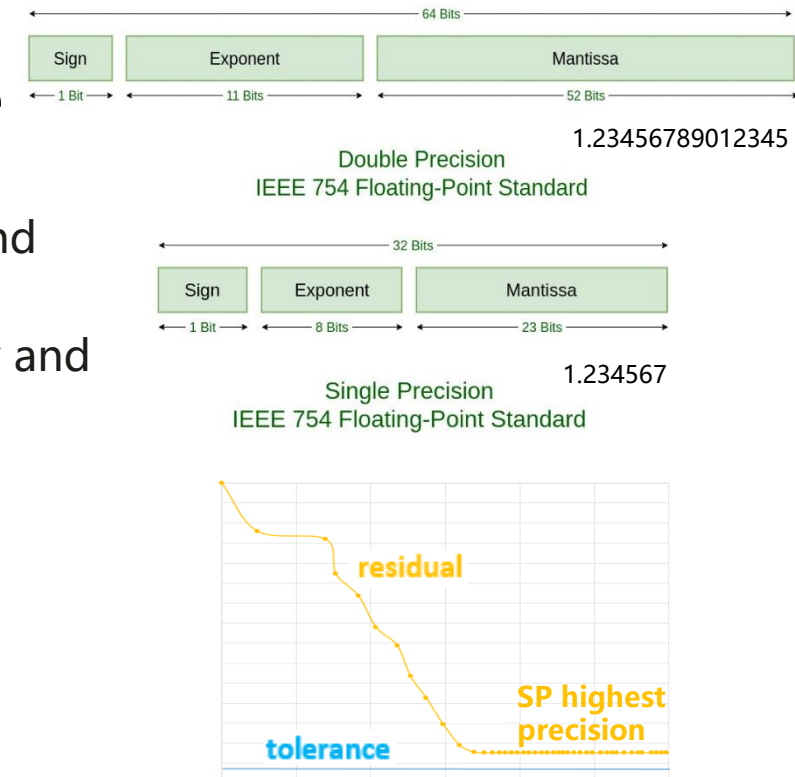 64 Bits
Sign Exponent Mantissa
1 Bit 11 Bits 52 Bits
1.23456789012345
Double Precision
IEEE 754 Floating-Point Standard
and
32 Bits
Sign Exponent Mantissa
1 Bit 8 Bits 23 Bits
and
1.234567
Single Precision
IEEE 754 Floating-Point Standard
residual
SP highest
precision
tolerance